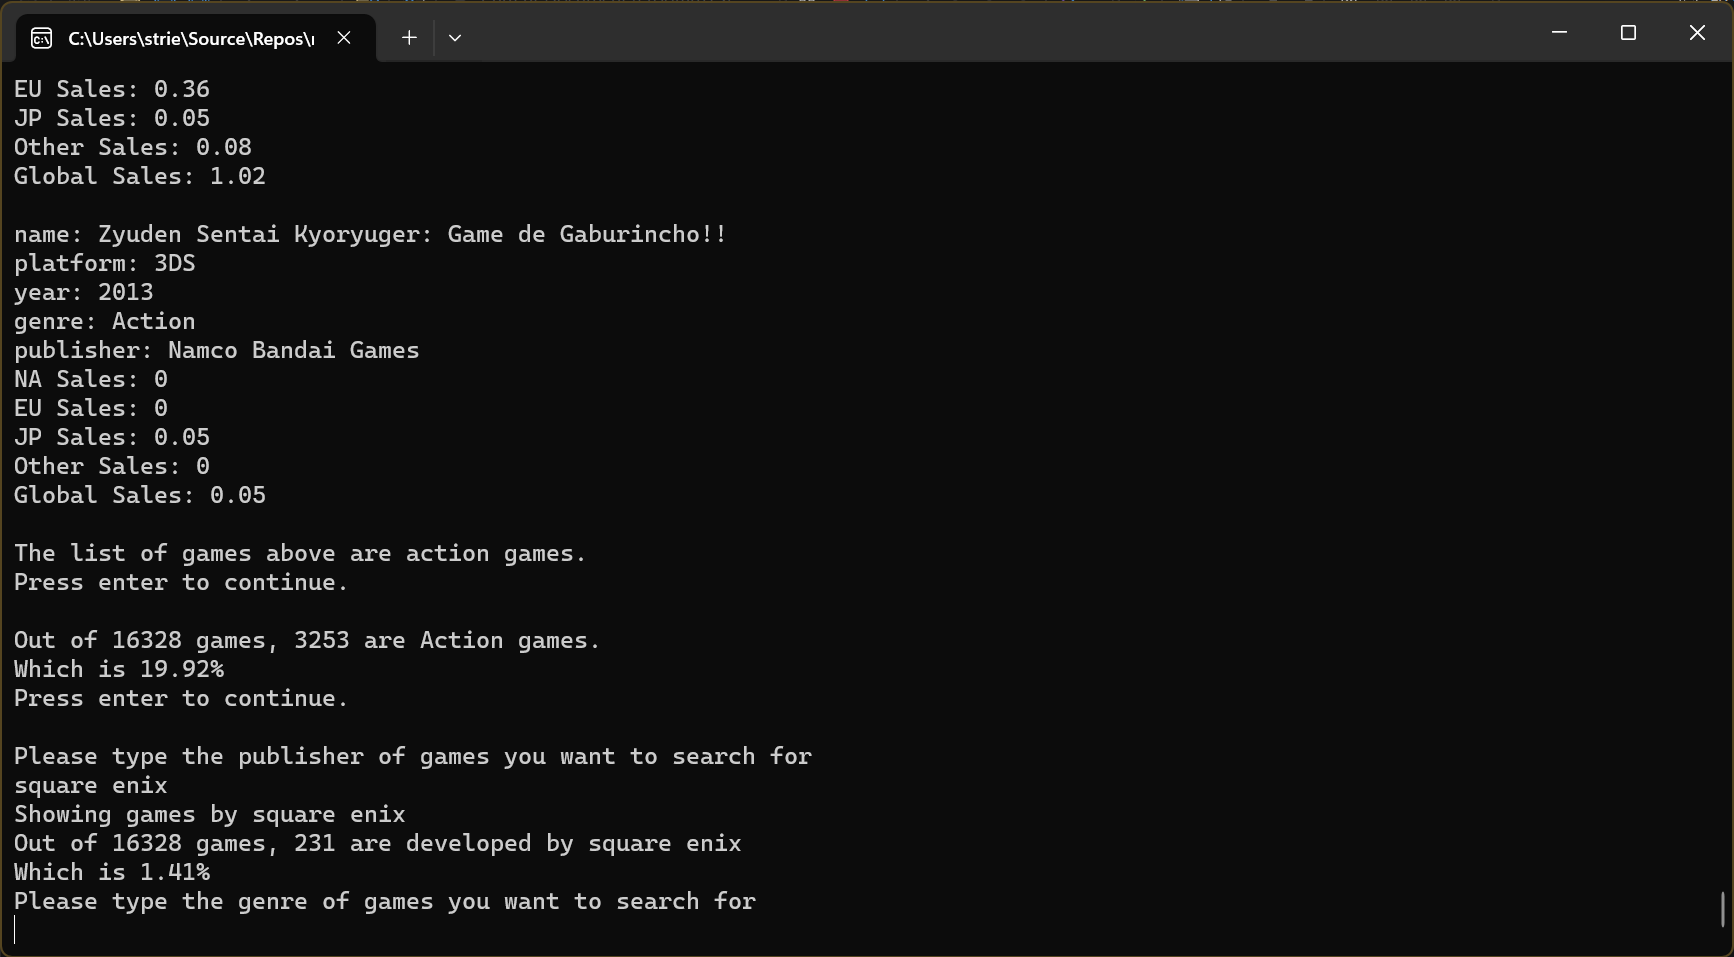 C:\Users\strie\Source\Repos\
EU Sales: 0.36
JP Sales: 0.05
Other Sales: 0.08
Global Sales: 1.02
name: Zyuden Sentai Kyoryuger: Game de Gaburincho!!
platform: 3DS
year: 2013
genre: Action
publisher: Namco Bandai Games
NA Sales: 0
EU Sales: 0
JP Sales: 0.05
Other Sales: 0
Global Sales: 0.05
The list of games above are action games.
Press enter to continue.
Out of 16328 games, 3253 are Action games.
Which is 19.92%
Press enter to continue.
Please type the publisher of games you want to search for
square enix
Showing games by square enix
Out of 16328 games, 231 are developed by square enix
Which is 1.41%
Please type the genre of games you want to search for